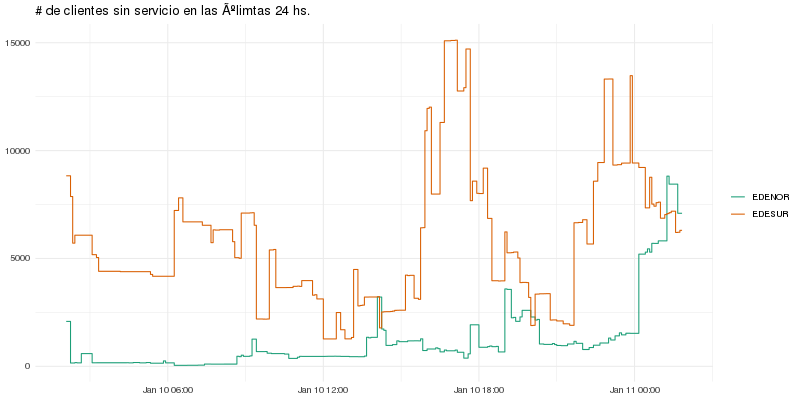 # de clientes sin servicio en las Ãºlimtas 24 hs.
15000
10000
5000
0
Jan 10 06:00
Jan 10 12:00
Jan 10 18:00
Jan 11 00:00
EDENOR
EDESUR